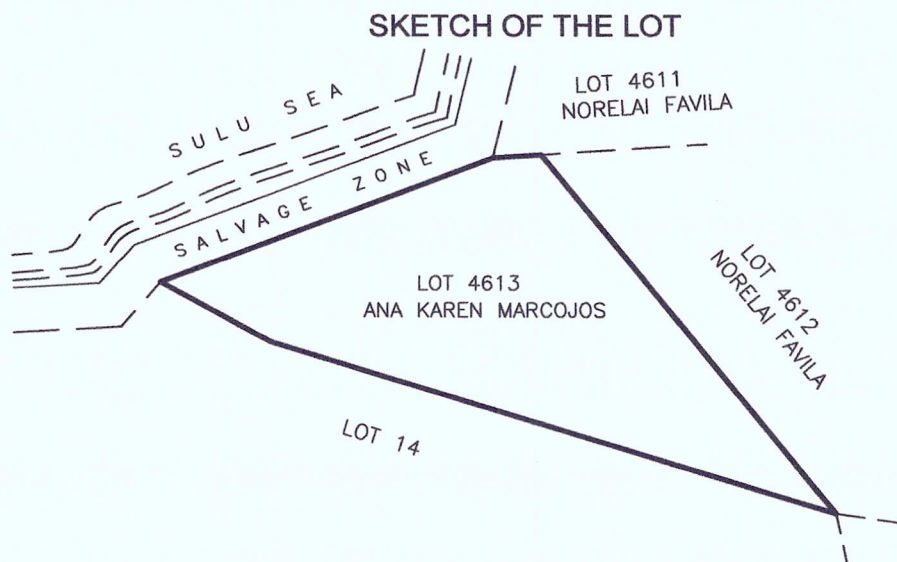 SKETCH OF THE LOT
LOT 4611
NORELAI FAVILA
SULU SEA
SALVAGE ZONE
LOT 4613
ANA KAREN MARCOJOS
LOT 4612
NORELAI FAVILA
LOT 14